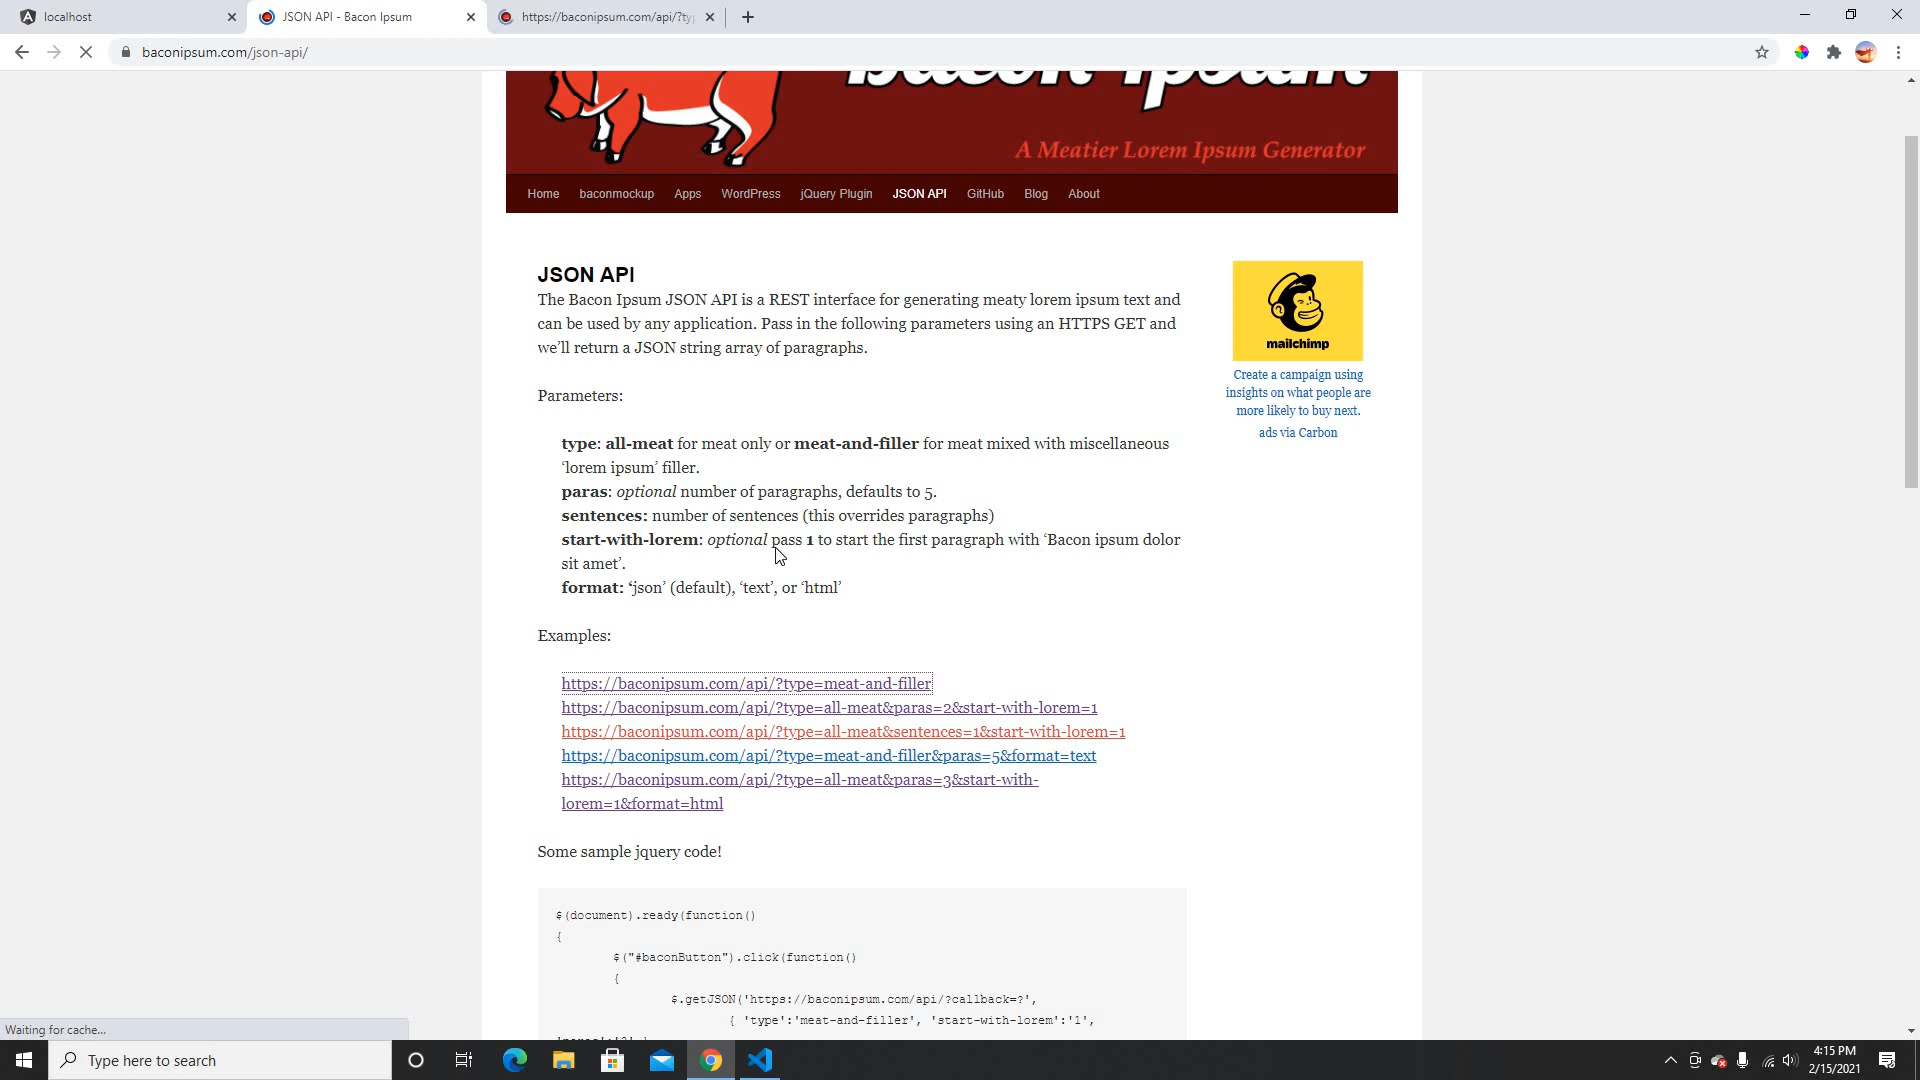 localhost
JSON API - Bacon Ipsum
https://baconipsum.com/api/?ty
baconipsum.com/json-api/
Bacon Ipsum
A Meatier Lorem Ipsum Generator
Home baconmockup Apps WordPress jQuery Plugin JSON API GitHub Blog About
JSON API
The Bacon Ipsum JSON API is a REST interface for generating meaty lorem ipsum text and
can be used by any application. Pass in the following parameters using an HTTPS GET and
we’ll return a JSON string array of paragraphs.
Parameters:
type: all-meat for meat only or meat-and-filler for meat mixed with miscellaneous
‘lorem ipsum’ filler.
paras: optional number of paragraphs, defaults to 5.
sentences: number of sentences (this overrides paragraphs)
start-with-lorem: optional pass 1 to start the first paragraph with ‘Bacon ipsum dolor
sit amet’.
format: ‘json’ (default), ‘text’, or ‘html’
Examples:
https://baconipsum.com/api/?type=meat-and-filler
https://baconipsum.com/api/?type=all-meat&paras=2&start-with-lorem=1
https://baconipsum.com/api/?type=all-meat&sentences=1&start-with-lorem=1
https://baconipsum.com/api/?type=meat-and-filler&paras=5&format=text
https://baconipsum.com/api/?type=all-meat&paras=3&start-with-
lorem=1&format=html
Some sample jquery code!
$(document).ready(function()
{
$("#baconButton").click(function()
{
$.getJSON('https://baconipsum.com/api/?callback=?',
{ 'type':'meat-and-filler', 'start-with-lorem':'1',
mailchimp
Create a campaign using
insights on what people are
more likely to buy next.
ads via Carbon
Waiting for cache...
Type here to search
4:15 PM
2/15/2021